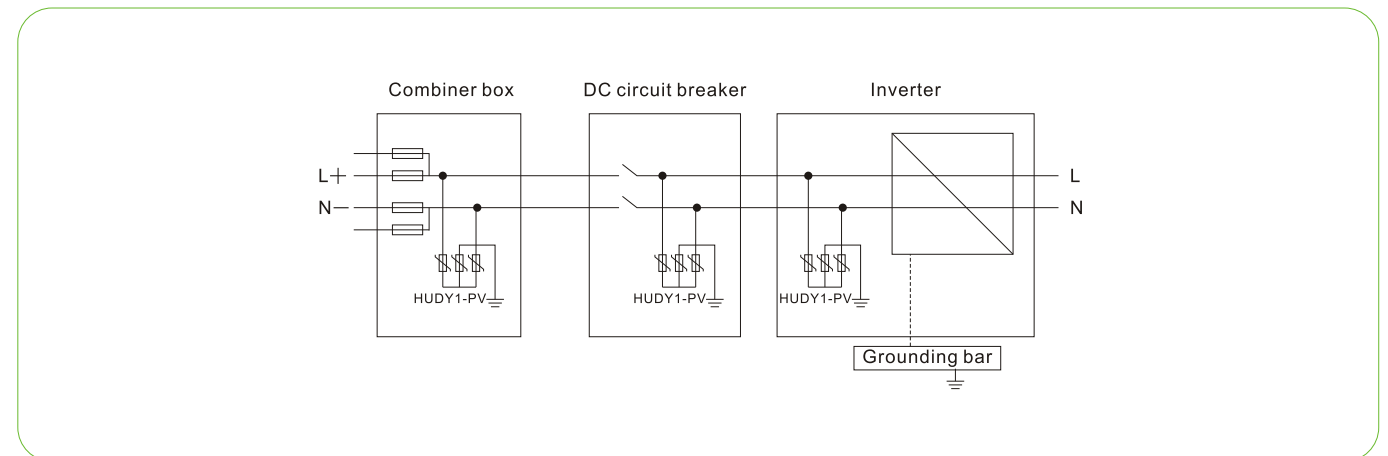 Combiner box
DC circuit breaker
Inverter
L+
N—
L
N
HUDY1-PV
HUDY1-PV
HUDY1-PV
Grounding bar